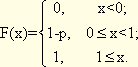 F(x)= { 0, x<0;
1-p, 0≤x<1;
1, 1≤x.